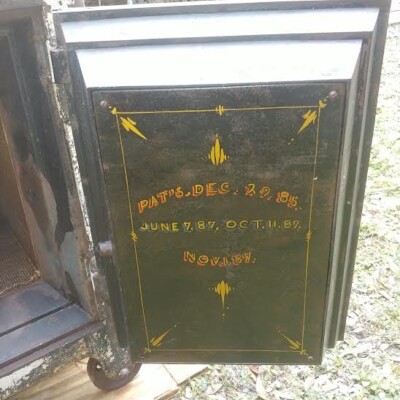 PAT'S. DEC. 29, 85.
JUNE 7. 87, OCT. 11. 87.
NOV. 1. 87.